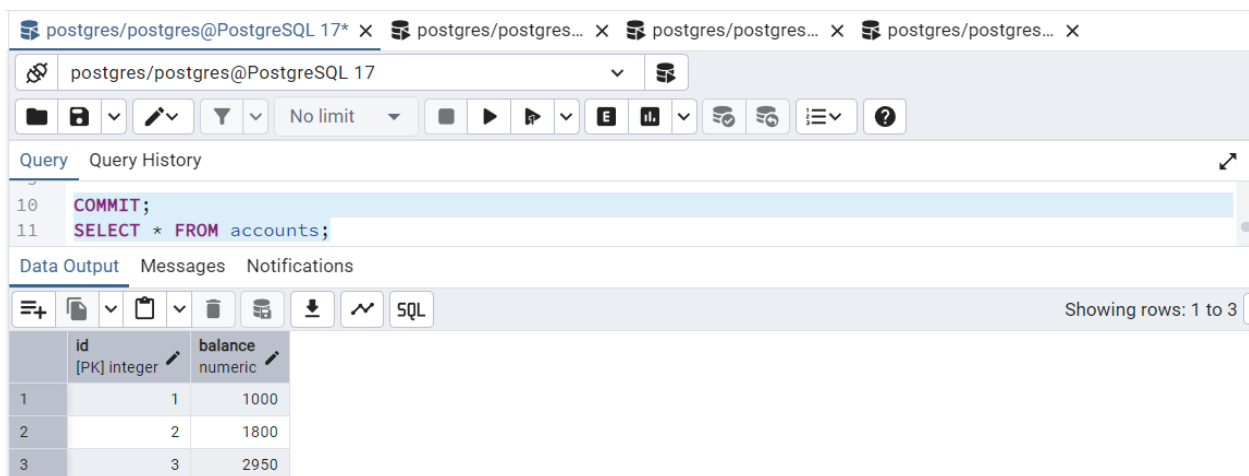 postgres/postgres@PostgreSQL 17* postgres/postgres... postgres/postgres... postgres/postgres...
postgres/postgres@PostgreSQL 17
No limit E
Query Query History
10 COMMIT;
11 SELECT * FROM accounts;
Data Output Messages Notifications
SQL Showing rows: 1 to 3
id balance
[PK] integer numeric
1 1 1000
2 2 1800
3 3 2950